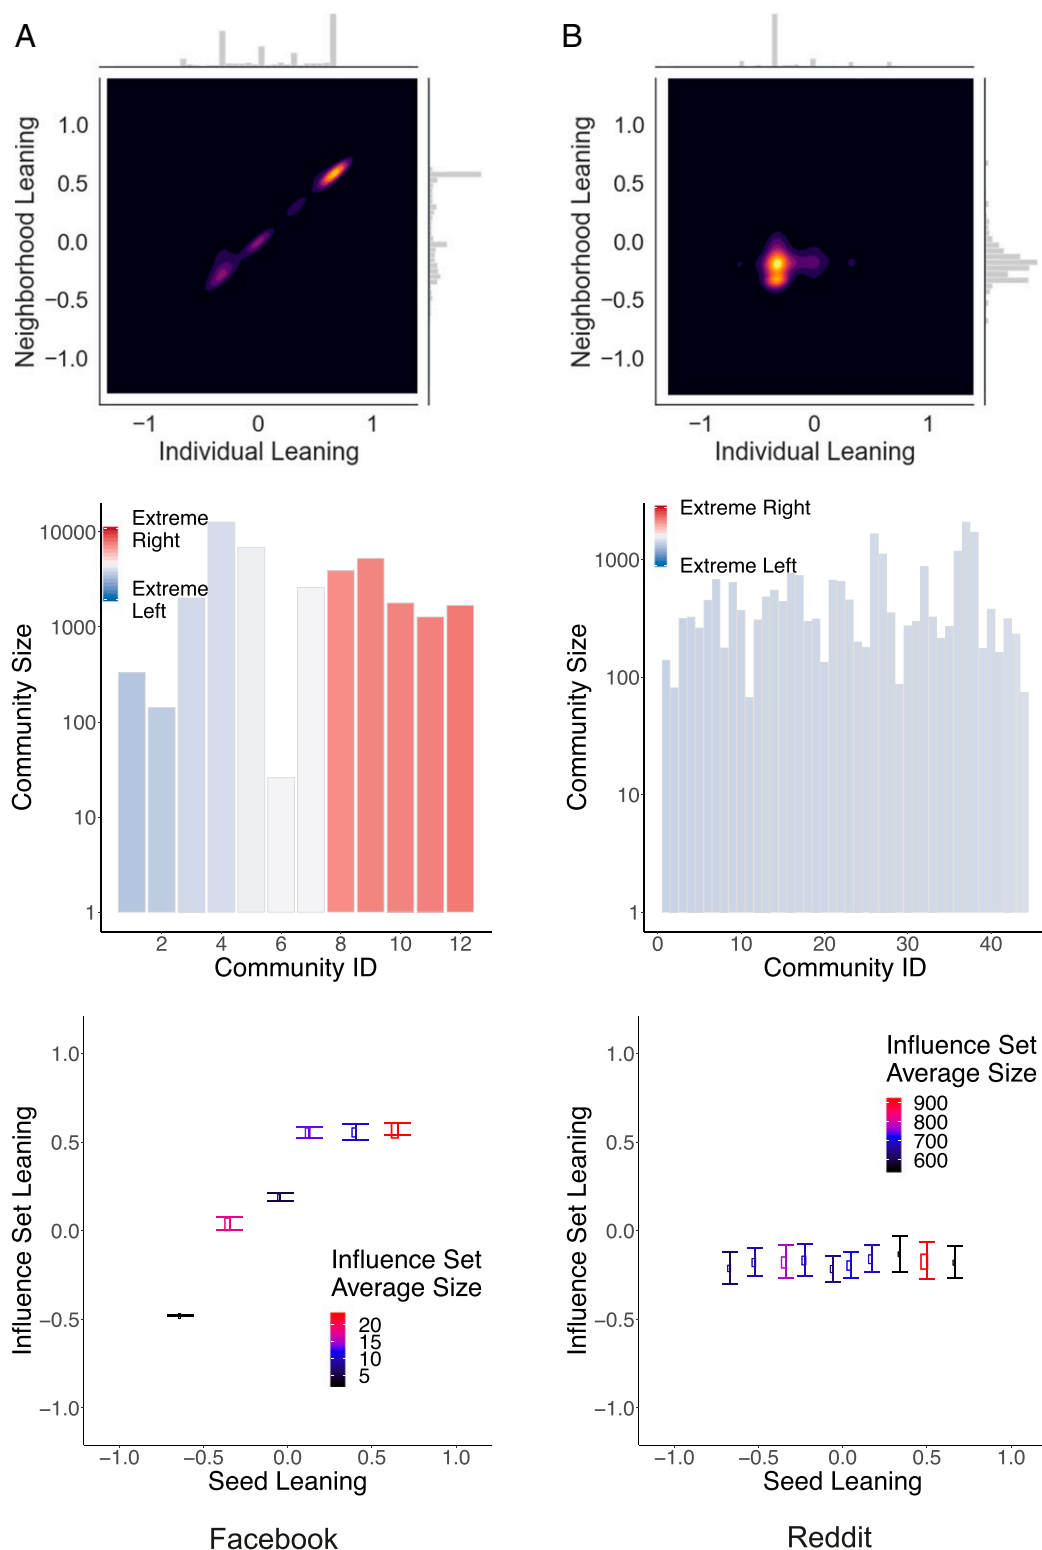 A
B
1.0
0.5
0.0
−0.5
−1.0
Neighborhood Leaning
−1
0
1
Individual Leaning
1.0
0.5
0.0
−0.5
−1.0
Neighborhood Leaning
−1
0
1
Individual Leaning
Extreme
Right
Extreme
Left
10000
1000
100
10
1
Community Size
2
4
6
8
10
12
Community ID
Extreme Right
Extreme Left
1000
100
10
1
Community Size
0
10
20
30
40
Community ID
1.0
0.5
0.0
−0.5
−1.0
Influence Set Leaning
Influence Set
Average Size
20
15
10
5
−1.0
−0.5
0.0
0.5
1.0
Seed Leaning
Facebook
1.0
0.5
0.0
−0.5
−1.0
Influence Set Leaning
Influence Set
Average Size
900
800
700
600
−1.0
−0.5
0.0
0.5
1.0
Seed Leaning
Reddit